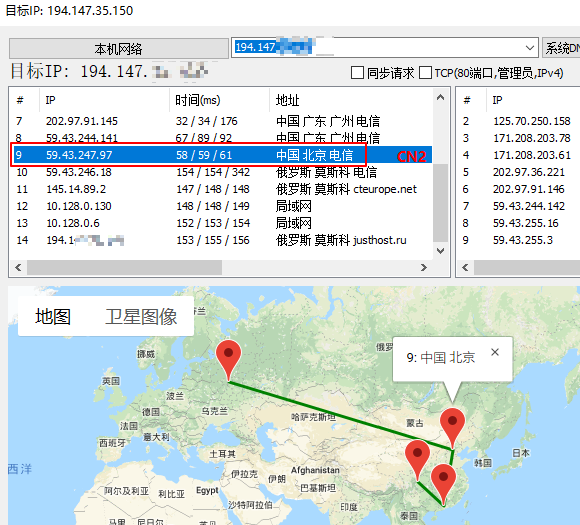 目标IP: 194.147.35.150
本机网络
194.147.
系统DN
目标IP: 194.147.
同步请求 TCP(80端口,管理员,IPv4)
# IP 时间(ms) 地址
7 202.97.91.145 32 / 34 / 176 中国 广东 广州 电信
8 59.43.244.141 67 / 89 / 92 中国 广东 广州 电信
9 59.43.247.97 58 / 59 / 61 中国 北京 电信 CN2
10 59.43.246.18 154 / 154 / 342 俄罗斯 莫斯科 电信
11 145.14.89.2 147 / 148 / 148 俄罗斯 莫斯科 cteurope.net
12 10.128.0.130 148 / 148 / 149 局域网
13 10.128.0.6 152 / 153 / 154 局域网
14 194.1 153 / 155 / 156 俄罗斯 莫斯科 justhost.ru
# IP
2 125.70.250.158
3 171.208.203.78
4 171.208.203.61
5 202.97.36.221
6 202.97.91.146
7 59.43.244.142
8 59.43.255.16
9 59.43.255.3
地图 卫星图像
芬兰
挪威
俄罗斯
9: 中国 北京
英国
波兰
德国
乌克兰
法国
哈萨克斯坦
蒙古
西班牙
意大利
土耳其
韩国
日本
西 洋
伊拉克
伊朗
Afghanistan
巴基斯坦
阿尔及利亚
利比亚
Egypt
沙特阿拉伯
印度
马里
尼日尔
苏丹
泰国